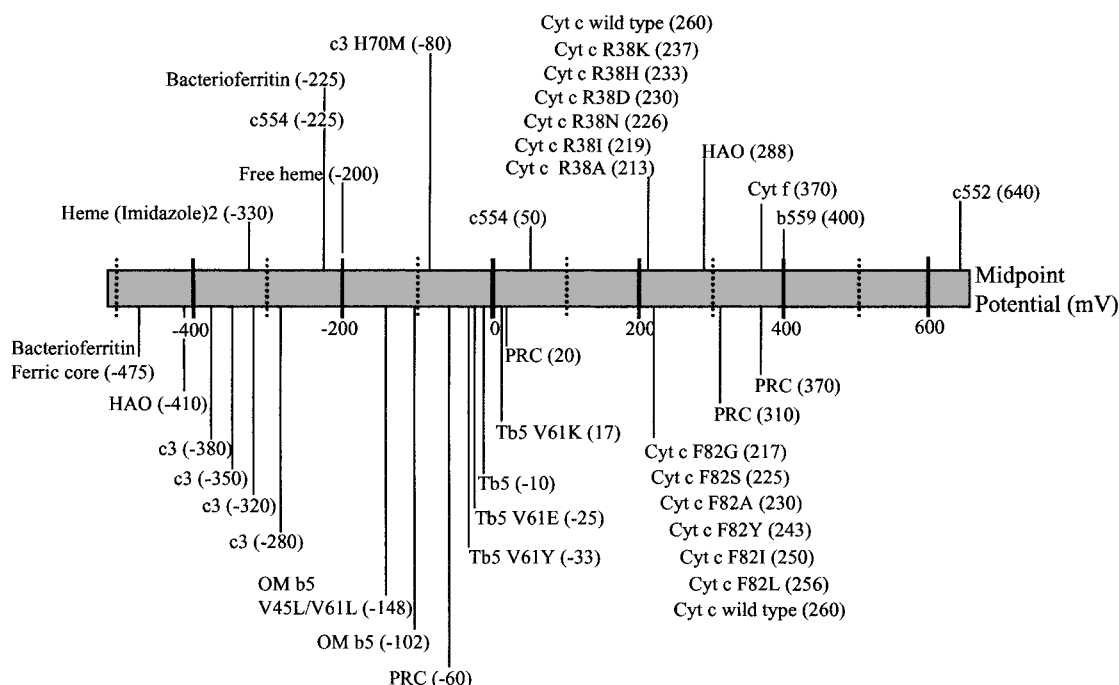 Cyt c wild type (260)
c3 H70M (-80)
Cyt c R38K (237)
Cyt c R38H (233)
Bacterioferritin (-225)
Cyt c R38D (230)
c554 (-225)
Cyt c R38N (226)
Cyt c R38I (219)
HAO (288)
Cyt c R38A (213)
Free heme (-200)
Cyt f (370)
c552 (640)
Heme (Imidazole)2 (-330)
c554 (50)
b559 (400)
Midpoint
Potential (mV)
-400
-200
0
200
400
600
Bacterioferritin
Ferric core (-475)
PRC (20)
HAO (-410)
PRC (370)
PRC (310)
Tb5 V61K (17)
c3 (-380)
Cyt c F82G (217)
c3 (-350)
Tb5 (-10)
Cyt c F82S (225)
c3 (-320)
Cyt c F82A (230)
Tb5 V61E (-25)
Cyt c F82Y (243)
c3 (-280)
Tb5 V61Y (-33)
Cyt c F82I (250)
OM b5
V45L/V61L (-148)
Cyt c F82L (256)
Cyt c wild type (260)
OM b5 (-102)
PRC (-60)